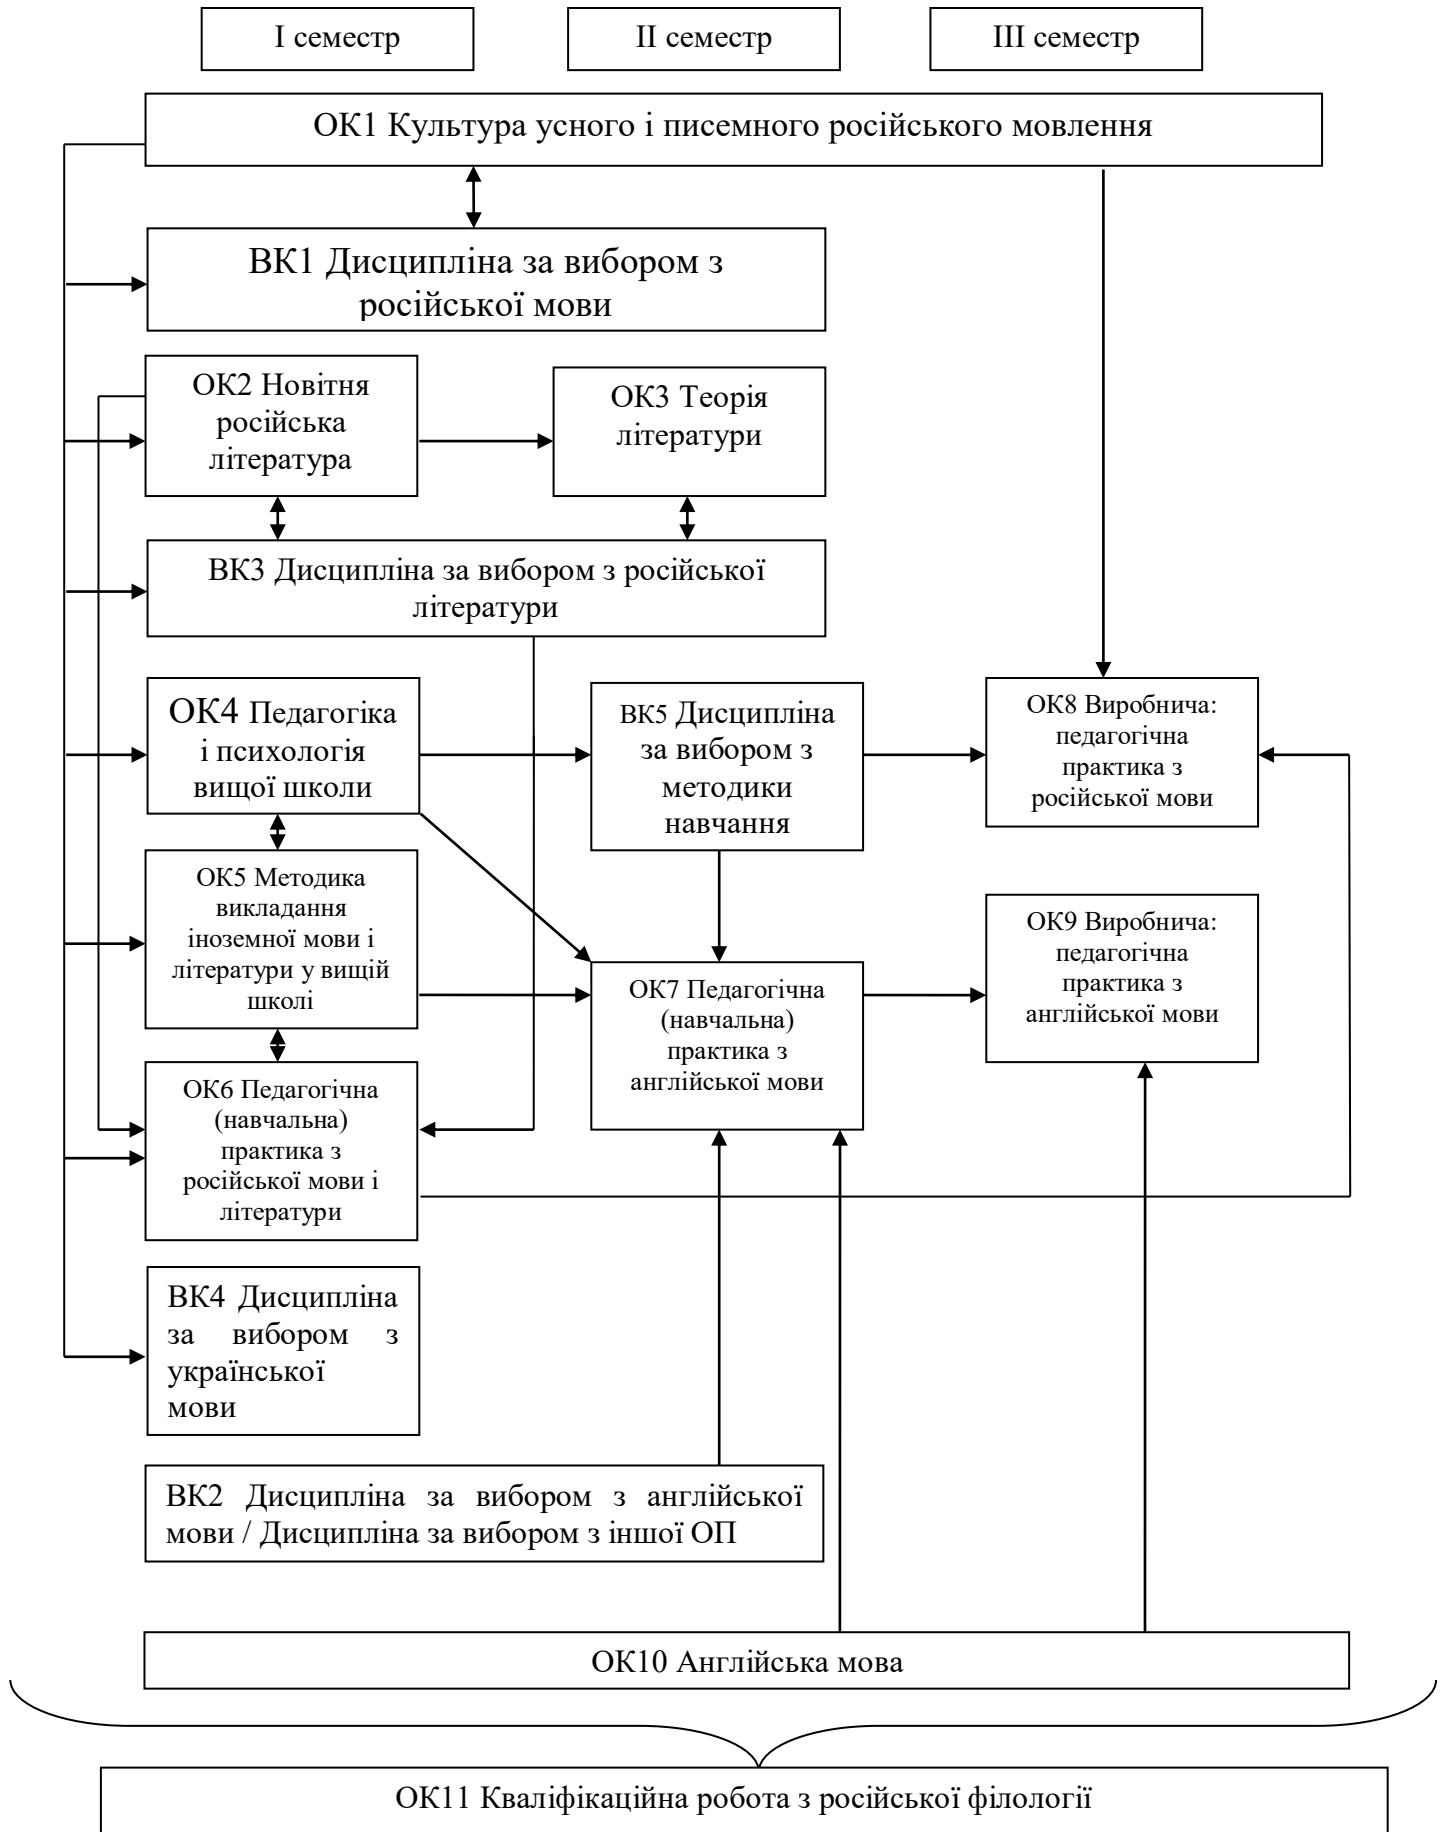 І семестр
ІІ семестр
ІІІ семестр
ОК1 Культура усного і писемного російського мовлення
ВК1 Дисципліна за вибором з
російської мови
ОК2 Новітня
російська
література
ОК3 Теорія
літератури
ВК3 Дисципліна за вибором з російської
літератури
ОК4 Педагогіка
і психологія
вищої школи
ВК5 Дисципліна
за вибором з
методики
навчання
ОК8 Виробнича:
педагогічна
практика з
російської мови
ОК5 Методика
викладання
іноземної мови і
літератури у вищій
школі
ОК7 Педагогічна
(навчальна)
практика з
англійської мови
ОК9 Виробнича:
педагогічна
практика з
англійської мови
ОК6 Педагогічна
(навчальна)
практика з
російської мови і
літератури
ВК4 Дисципліна
за вибором з
української
мови
ВК2 Дисципліна за вибором з англійської
мови / Дисципліна за вибором з іншої ОП
ОК10 Англійська мова
ОК11 Кваліфікаційна робота з російської філології